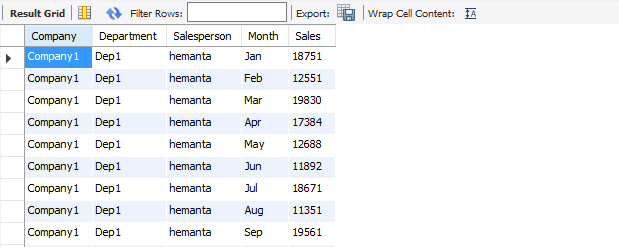 Result Grid Filter Rows: Export: Wrap Cell Content:
Company Department Salesperson Month Sales
Company1 Dep1 hemanta Jan 18751
Company1 Dep1 hemanta Feb 12551
Company1 Dep1 hemanta Mar 19830
Company1 Dep1 hemanta Apr 17384
Company1 Dep1 hemanta May 12688
Company1 Dep1 hemanta Jun 11892
Company1 Dep1 hemanta Jul 18671
Company1 Dep1 hemanta Aug 11351
Company1 Dep1 hemanta Sep 19561